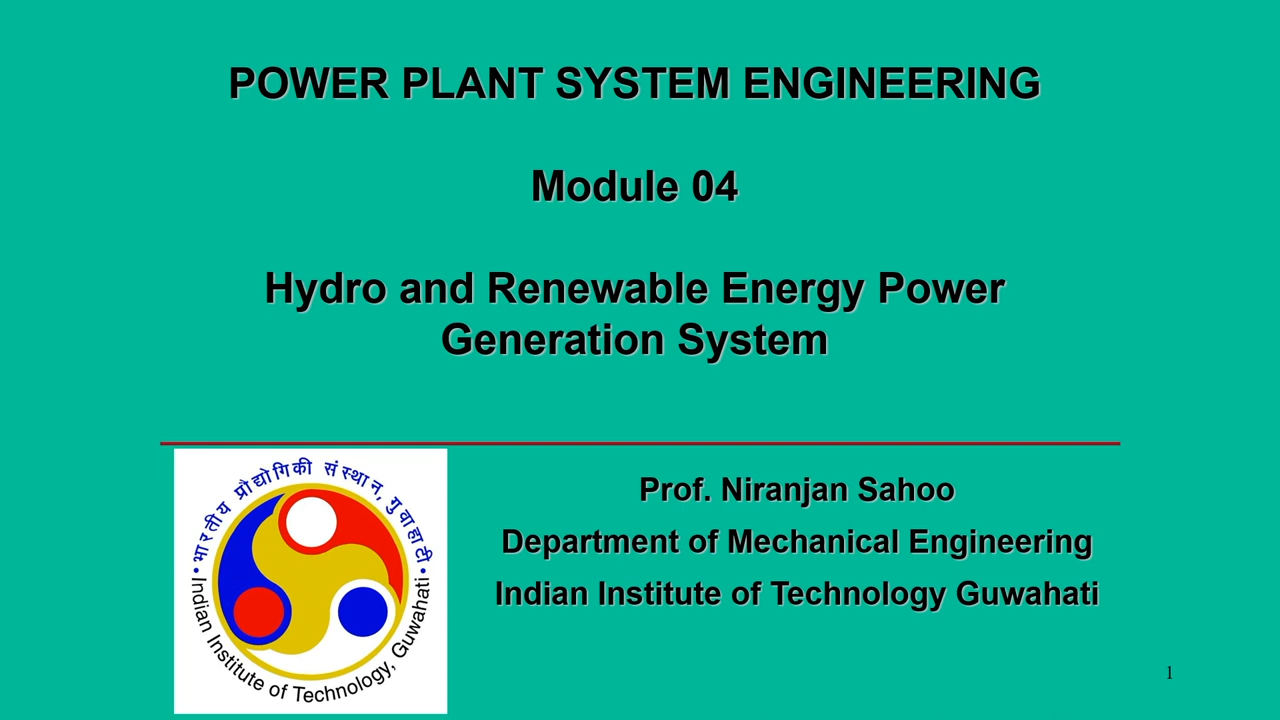 POWER PLANT SYSTEM ENGINEERING
Module 04
Hydro and Renewable Energy Power
Generation System
भारतीय प्रौद्योगिकी संस्थान, गुवाहाटी
Indian Institute of Technology, Guwahati
Prof. Niranjan Sahoo
Department of Mechanical Engineering
Indian Institute of Technology Guwahati
1